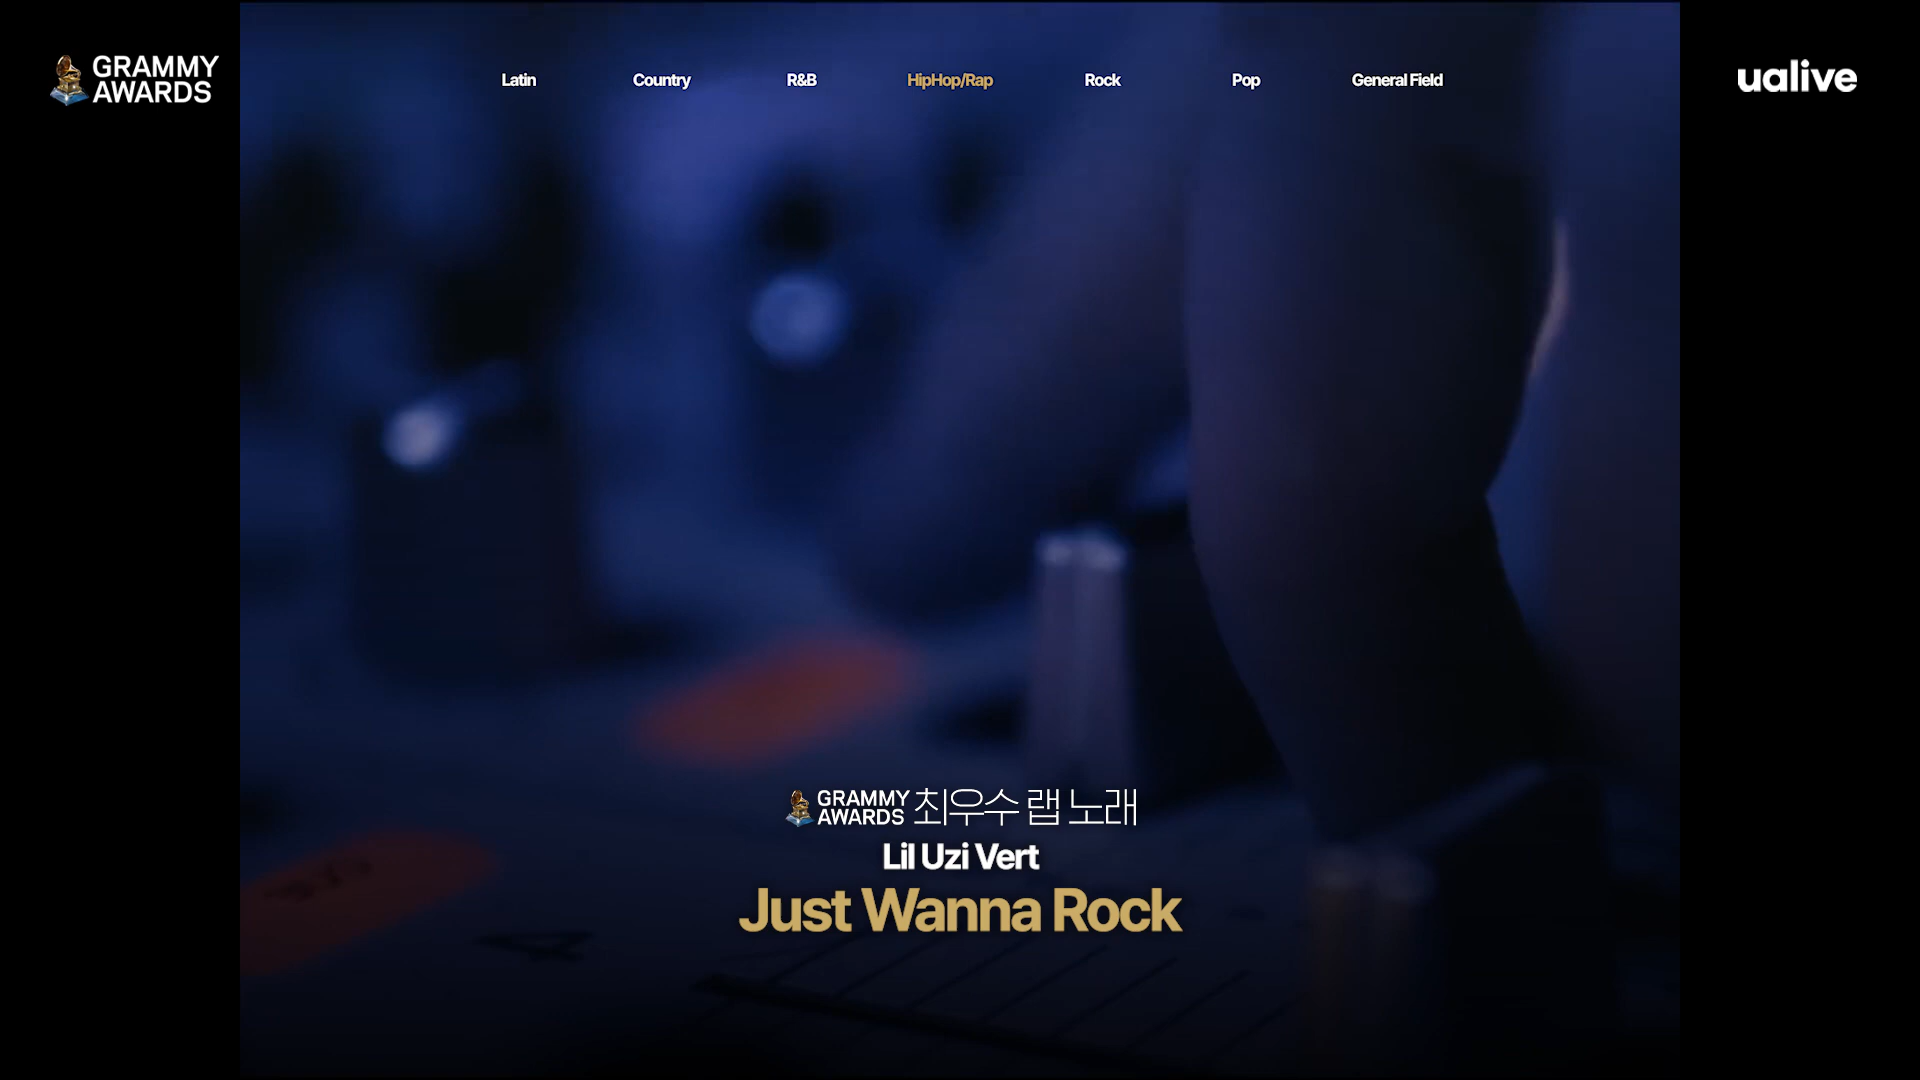 GRAMMY
AWARDS
Latin Country R&B HipHop/Rap Rock Pop General Field
ualive
GRAMMY
AWARDS 최우수 랩 노래
Lil Uzi Vert
Just Wanna Rock